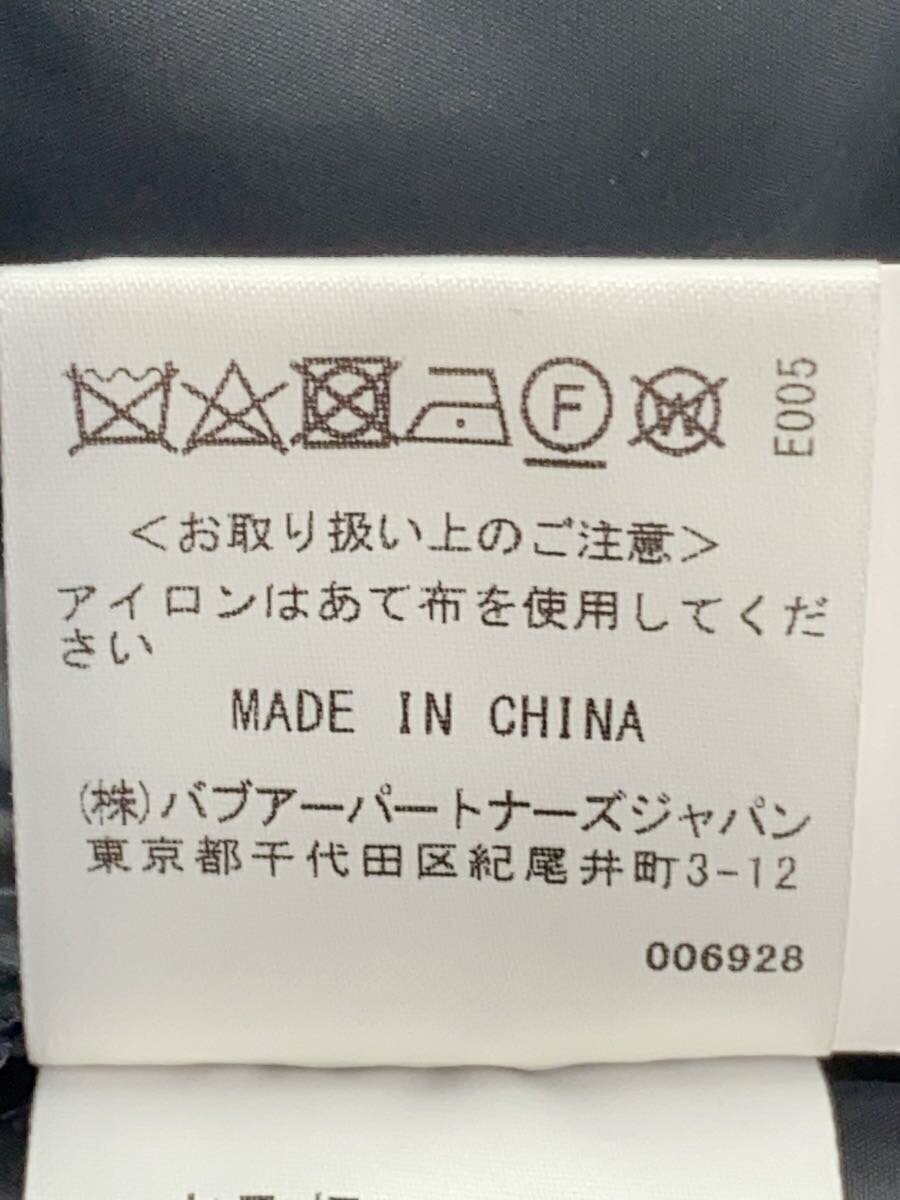 F
W
E005
<お取り扱い上のご注意>
アイロンはあて布を使用してくだ
さい
MADE IN CHINA
(株)バブアーパートナーズジャパン
東京都千代田区紀尾井町3-12
006928